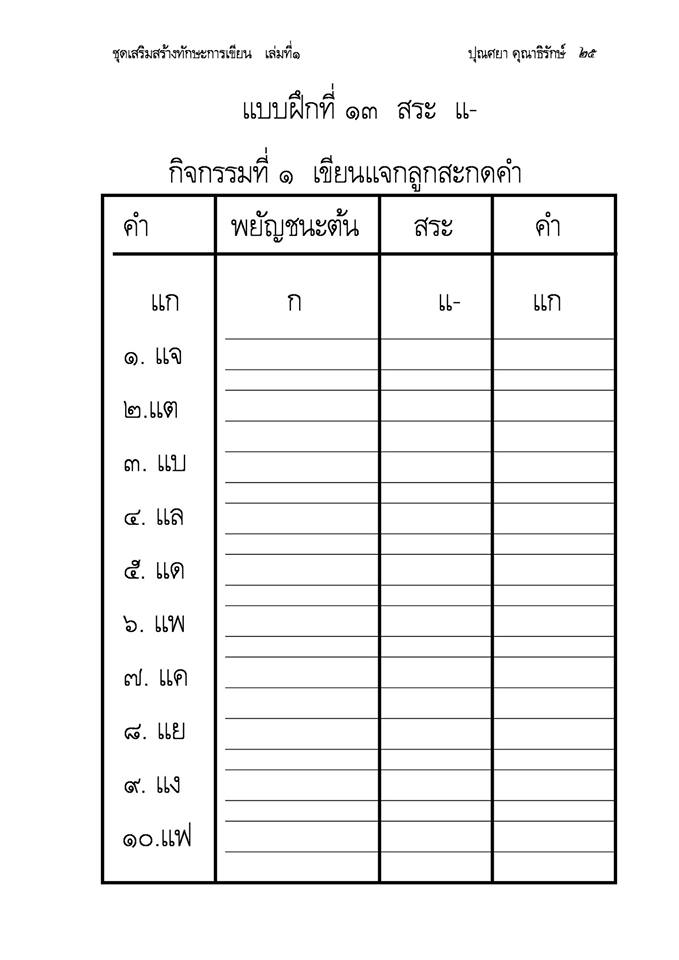 ชุดเสริมสร้างทักษะการเขียน เล่มที่๑ ปุณศยา คุณาธิรักษ์ ๒๕
แบบฝึกที่ ๑๓ สระ แ-
กิจกรรมที่ ๑ เขียนแจกลูกสะกดคำ
คำ พยัญชนะต้น สระ คำ
แก ก แ- แก
๑. แจ
๒.แต
๓. แบ
๔. แล
๕. แด
๖. แพ
๗. แค
๘. แย
๙. แง
๑๐.แฟ